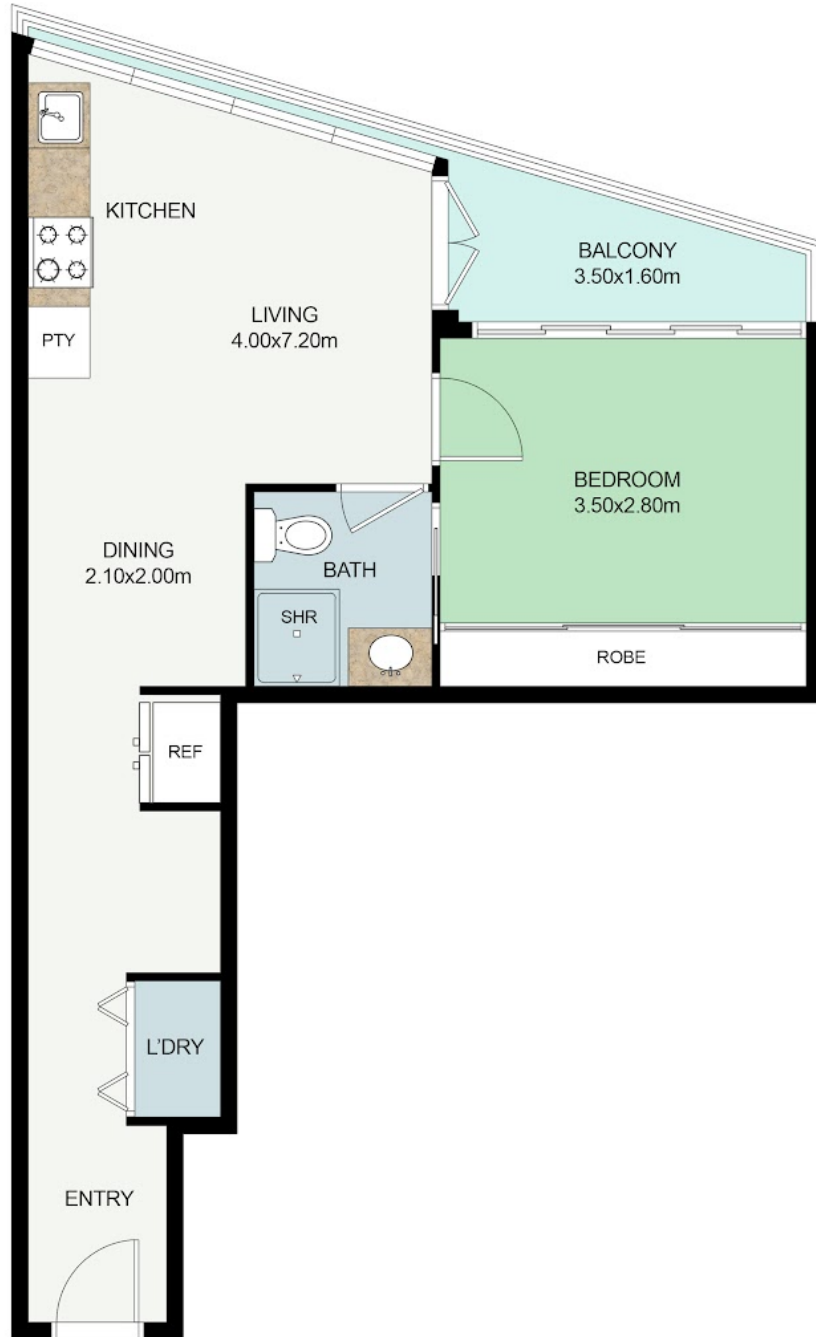 KITCHEN
BALCONY
3.50x1.60m
LIVING
4.00x7.20m
PTY
BEDROOM
3.50x2.80m
DINING
2.10x2.00m
BATH
SHR
ROBE
REF
L'DRY
ENTRY